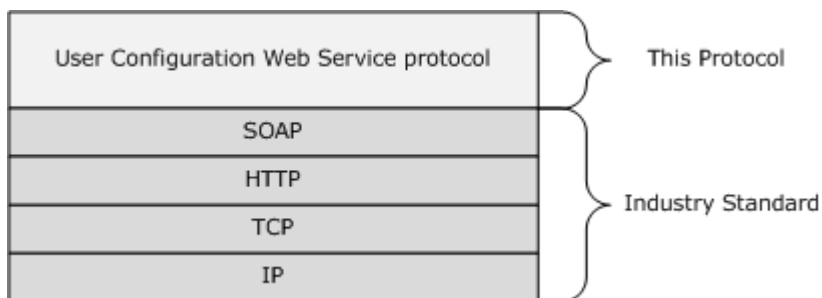 User Configuration Web Service protocol
This Protocol
SOAP
HTTP
TCP
IP
Industry Standard